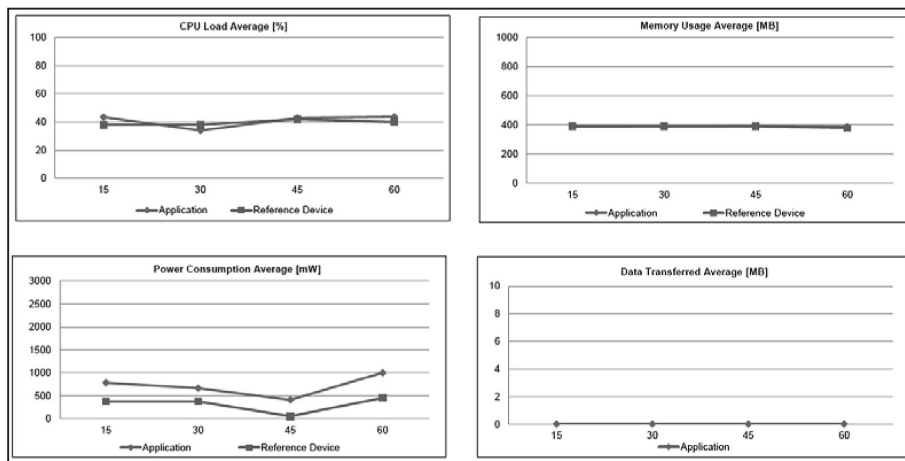 CPU Load Average [%]
100
80
60
40
20
0
15 30 45 60
Application Reference Device
Memory Usage Average [MB]
1000
800
600
400
200
0
15 30 45 60
Application Reference Device
Power Consumption Average [mW]
3000
2500
2000
1500
1000
500
0
15 30 45 60
Application Reference Device
Data Transferred Average [MB]
10
8
6
4
2
0
15 30 45 60
Application